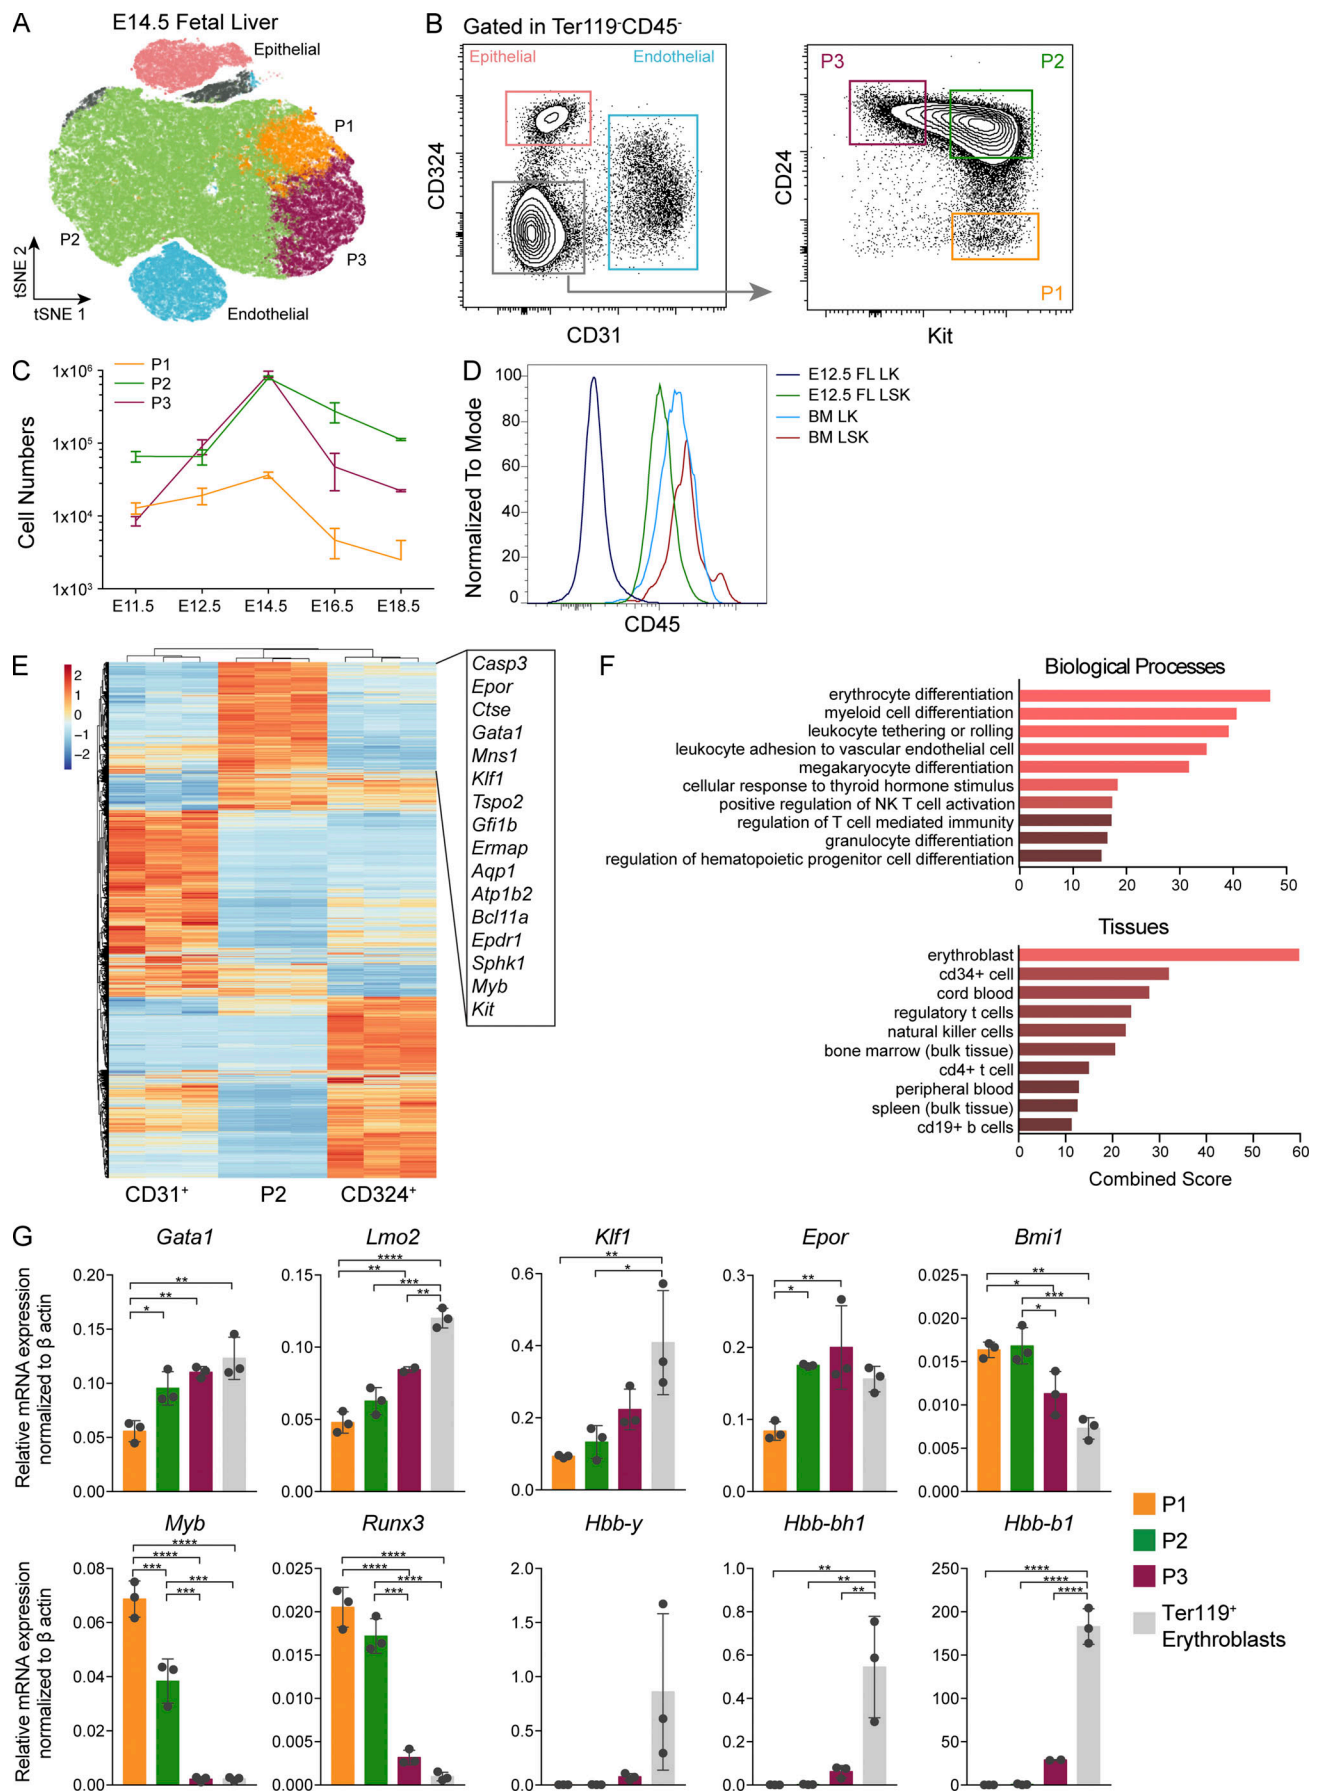 A
E14.5 Fetal Liver
Epithelial
P1
P2
P3
Endothelial
tSNE 2
tSNE 1
B
Gated in Ter119-CD45-
Epithelial
Endothelial
CD324
CD31
P3
P2
P1
CD24
Kit
C
P1
P2
P3
Cell Numbers
1x10⁶
1x10⁵
1x10⁴
1x10³
E11.5 E12.5 E14.5 E16.5 E18.5
D
Normalized To Mode
100
80
60
40
20
0
CD45
E12.5 FL LK
E12.5 FL LSK
BM LK
BM LSK
E
2
1
0
−1
−2
CD31⁺ P2 CD324⁺
Casp3
Epor
Ctse
Gata1
Mns1
Klf1
Tspo2
Gfi1b
Ermap
Aqp1
Atp1b2
Bcl11a
Epdr1
Sphk1
Myb
Kit
F
Biological Processes
erythrocyte differentiation
myeloid cell differentiation
leukocyte tethering or rolling
leukocyte adhesion to vascular endothelial cell
megakaryocyte differentiation
cellular response to thyroid hormone stimulus
positive regulation of NK T cell activation
regulation of T cell mediated immunity
granulocyte differentiation
regulation of hematopoietic progenitor cell differentiation
0 10 20 30 40 50
Tissues
erythroblast
cd34+ cell
cord blood
regulatory t cells
natural killer cells
bone marrow (bulk tissue)
cd4+ t cell
peripheral blood
spleen (bulk tissue)
cd19+ b cells
0 10 20 30 40 50 60
Combined Score
G
Relative mRNA expression
normalized to β actin
Gata1
0.20
0.15
0.10
0.05
0.00
**
**
*
Lmo2
0.15
0.10
0.05
0.00
****
**
***
**
Klf1
0.6
0.4
0.2
0.0
**
*
Epor
0.3
0.2
0.1
0.0
**
*
Bmi1
0.025
0.020
0.015
0.010
0.005
0.000
**
*
***
*
Relative mRNA expression
normalized to β actin
Myb
0.08
0.06
0.04
0.02
0.00
****
****
***
***
***
Runx3
0.025
0.020
0.015
0.010
0.005
0.000
****
****
****
***
Hbb-y
2.0
1.5
1.0
0.5
0.0
Hbb-bh1
1.0
0.8
0.6
0.4
0.2
0.0
**
**
**
Hbb-b1
250
200
150
100
50
0
****
****
****
P1
P2
P3
Ter119⁺
Erythroblasts